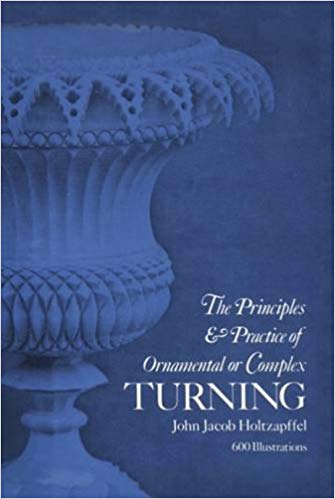 The Principles
& Practice of
Ornamental or Complex
TURNING
John Jacob Holtzapffel
600 Illustrations